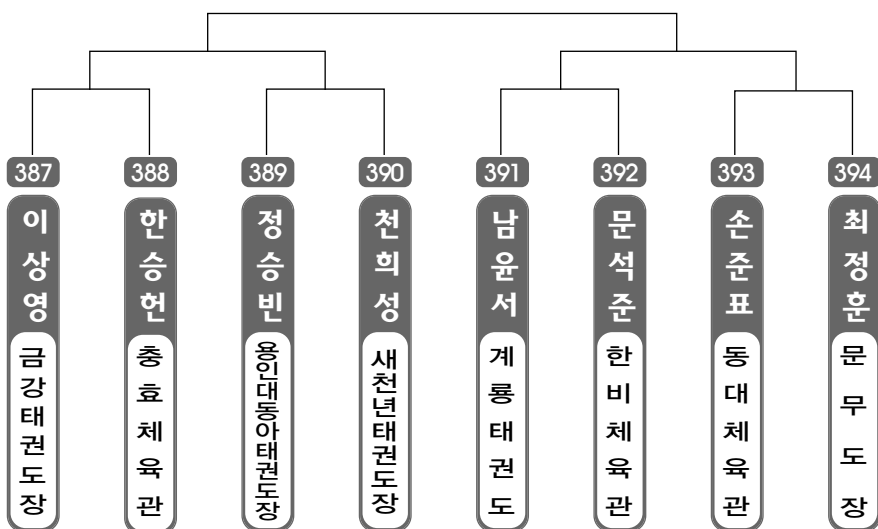 387
이상영
금강태권도장
388
한승헌
충효체육관
389
정승빈
용인대동아태권도장
390
천희성
새천년태권도장
391
남윤서
계룡태권도
392
문석준
한비체육관
393
손준표
동대체육관
394
최정훈
문무도장